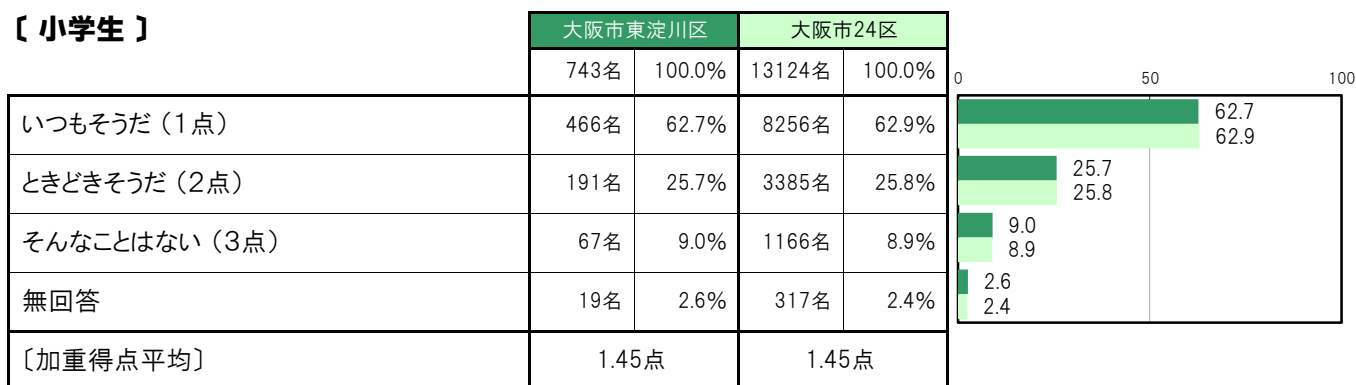 〔 小学生 〕
大阪市東淀川区 大阪市24区
743名 100.0% 13124名 100.0%
0 50 100
いつもそうだ（1点） 466名 62.7% 8256名 62.9%
62.7
62.9
ときどきそうだ（2点） 191名 25.7% 3385名 25.8%
25.7
25.8
そんなことはない（3点） 67名 9.0% 1166名 8.9%
9.0
8.9
無回答 19名 2.6% 317名 2.4%
2.6
2.4
〔加重得点平均〕 1.45点 1.45点